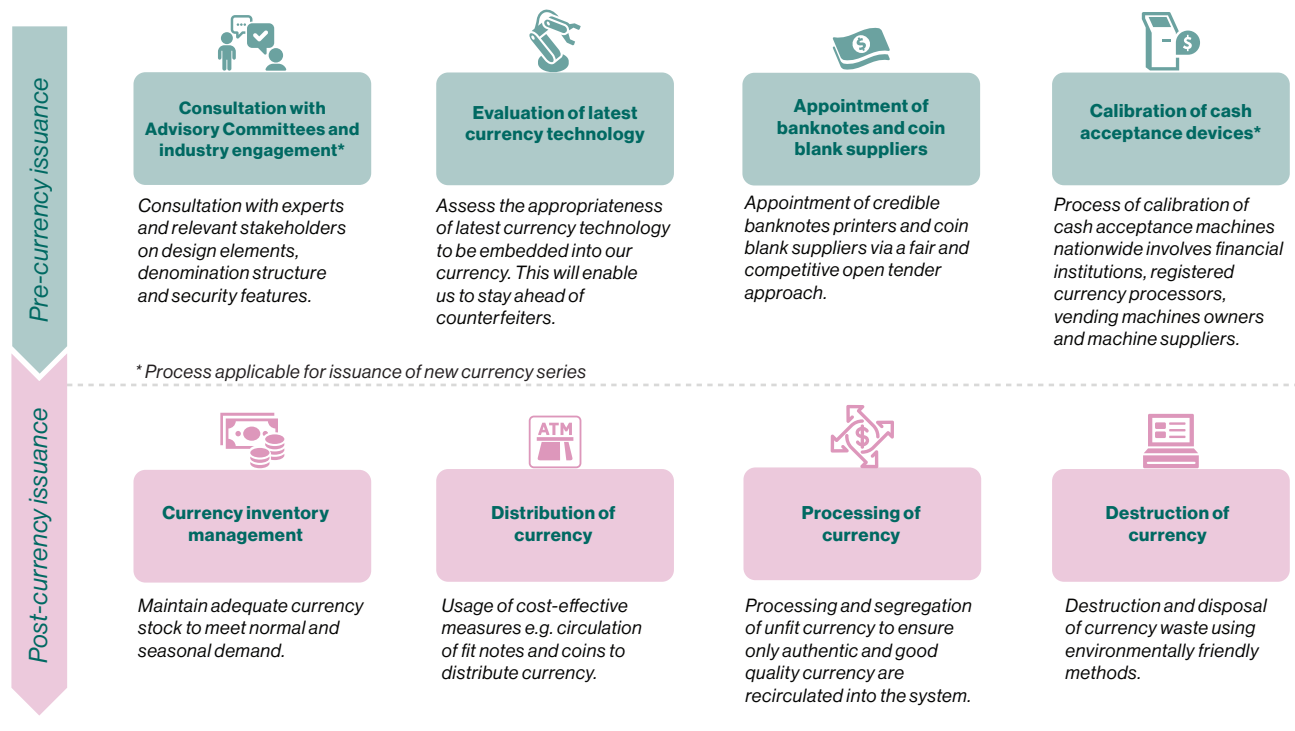 Pre-currency issuance
Consultation with
Advisory Committees and
industry engagement*
Consultation with experts
and relevant stakeholders
on design elements,
denomination structure
and security features.
Evaluation of latest
currency technology
Assess the appropriateness
of latest currency technology
to be embedded into our
currency. This will enable
us to stay ahead of
counterfeiters.
$
Appointment of
banknotes and coin
blank suppliers
Appointment of credible
banknotes printers and coin
blank suppliers via a fair and
competitive open tender
approach.
$
Calibration of cash
acceptance devices*
Process of calibration of
cash acceptance machines
nationwide involves financial
institutions, registered
currency processors,
vending machines owners
and machine suppliers.
* Process applicable for issuance of new currency series
Post-currency issuance
Currency inventory
management
Maintain adequate currency
stock to meet normal and
seasonal demand.
ATM
Distribution of
currency
Usage of cost-effective
measures e.g. circulation
of fit notes and coins to
distribute currency.
$
Processing of
currency
Processing and segregation
of unfit currency to ensure
only authentic and good
quality currency are
recirculated into the system.
Destruction of
currency
Destruction and disposal
of currency waste using
environmentally friendly
methods.